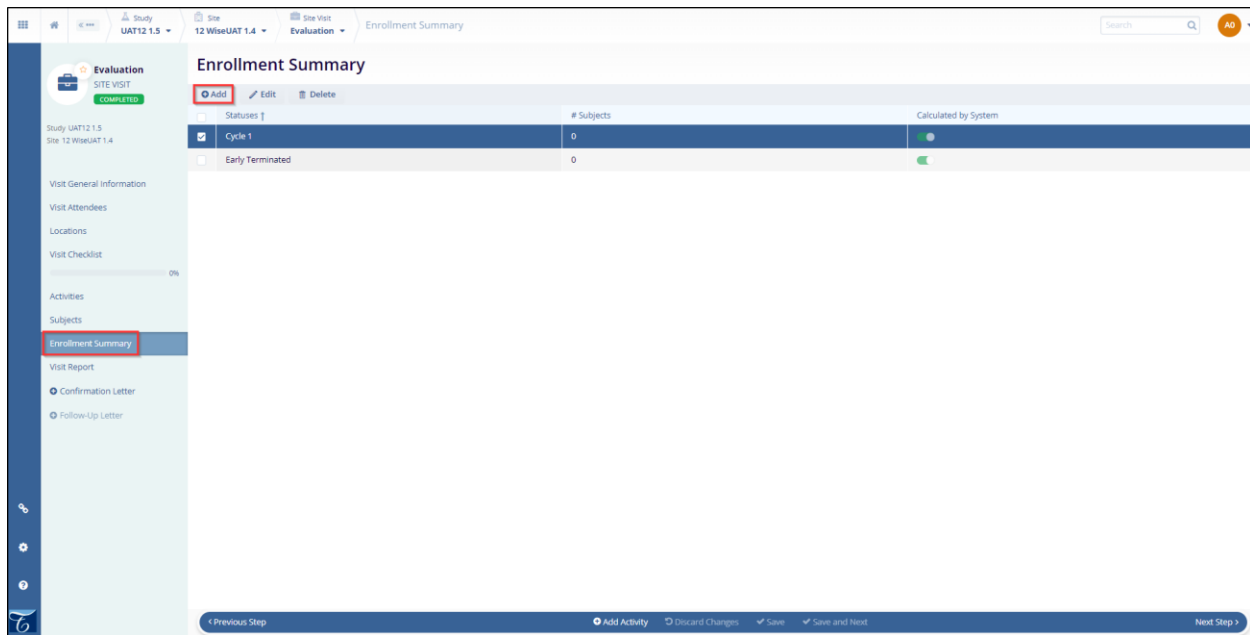 Study
UAT12 1.5
Site
12 WiseUAT 1.4
Site Visit
Evaluation
Enrollment Summary
Search
AO
Evaluation
SITE VISIT
COMPLETED
Study UAT12 1.5
Site 12 WiseUAT 1.4
Visit General Information
Visit Attendees
Locations
Visit Checklist
0%
Activities
Subjects
Enrollment Summary
Visit Report
Confirmation Letter
Follow-Up Letter
Enrollment Summary
Add Edit Delete
Statuses ↑ # Subjects Calculated by System
Cycle 1 0
Early Terminated 0
< Previous Step Add Activity Discard Changes Save Save and Next Next Step >